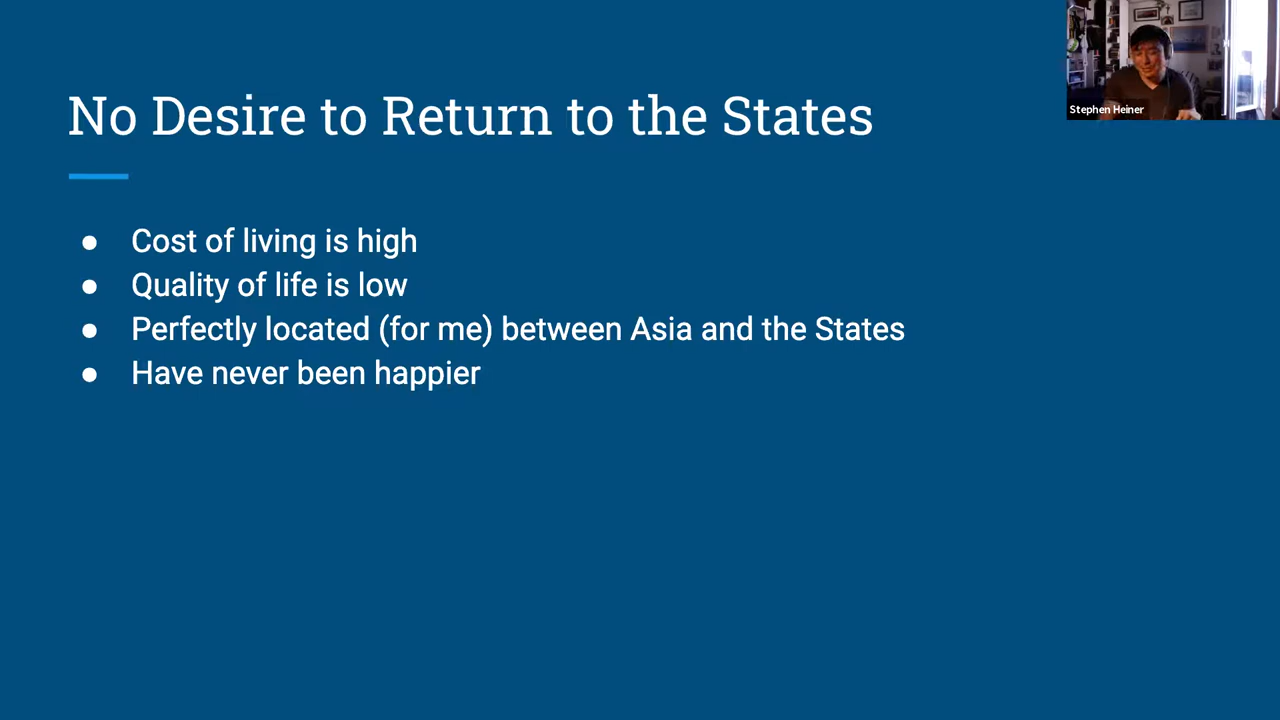 No Desire to Return to the States
Stephen Heiner
● Cost of living is high
● Quality of life is low
● Perfectly located (for me) between Asia and the States
● Have never been happier